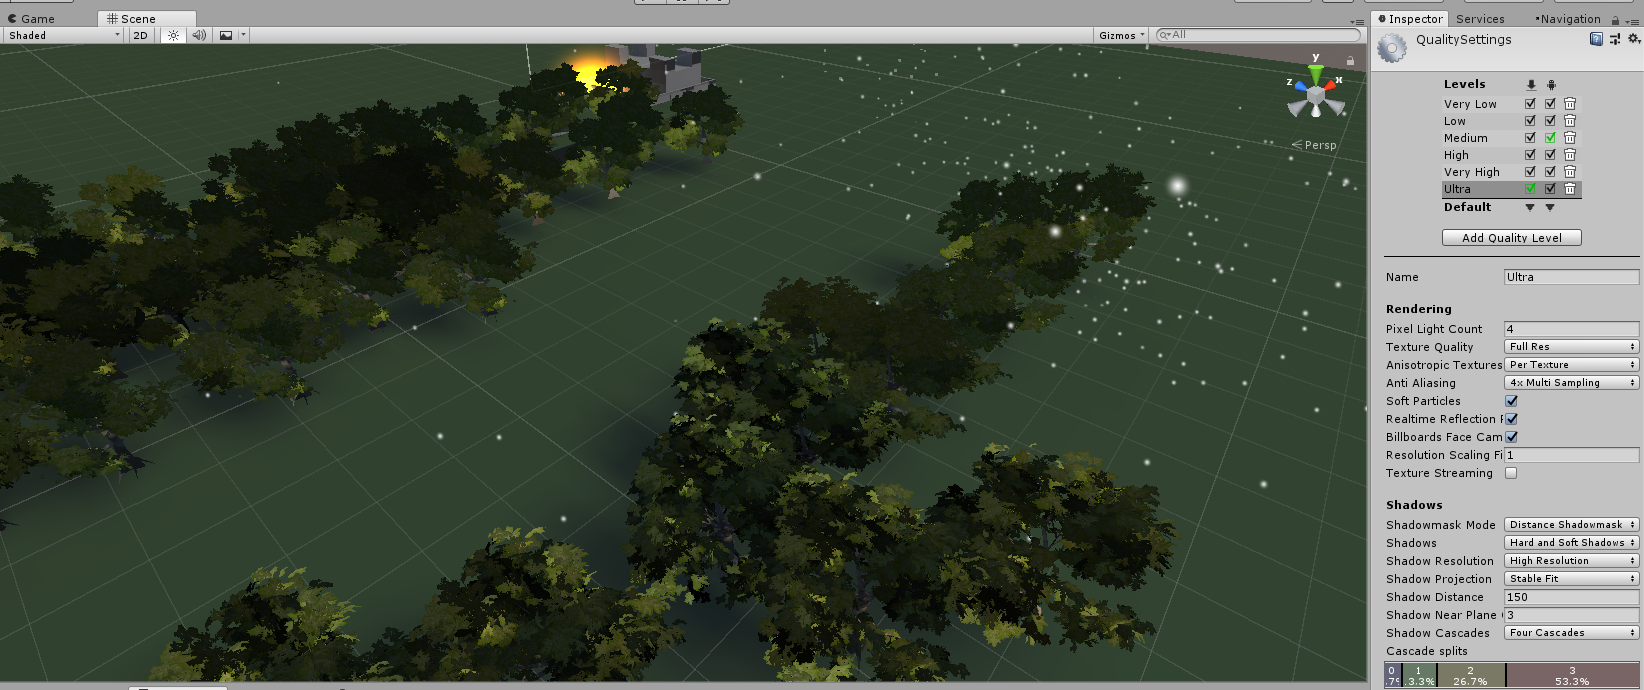 Game
Scene
Shaded
2D
Gizmos
All
y
x
z
Persp
Inspector
Services
Navigation
QualitySettings
Levels
Very Low
Low
Medium
High
Very High
Ultra
Default
Add Quality Level
Name Ultra
Rendering
Pixel Light Count 4
Texture Quality Full Res
Anisotropic Textures Per Texture
Anti Aliasing 4x Multi Sampling
Soft Particles
Realtime Reflection
Billboards Face Cam
Resolution Scaling Fi 1
Texture Streaming
Shadows
Shadowmask Mode Distance Shadowmask
Shadows Hard and Soft Shadows
Shadow Resolution High Resolution
Shadow Projection Stable Fit
Shadow Distance 150
Shadow Near Plane 3
Shadow Cascades Four Cascades
Cascade splits
0 1 2 3
.7% .3.3% 26.7% 53.3%